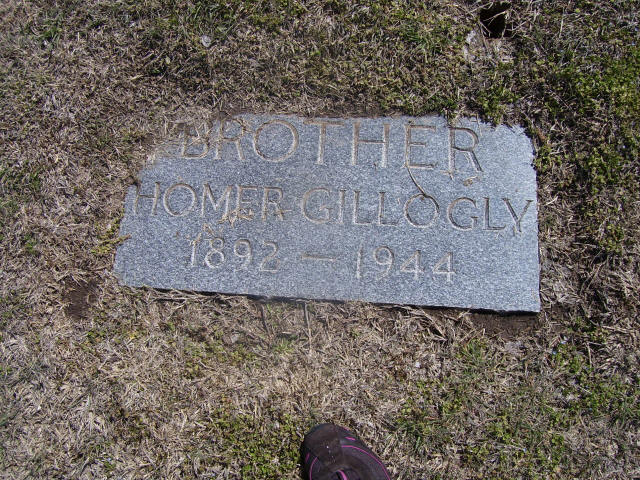 BROTHER
HOMER GILLOGLY
1892 — 1944